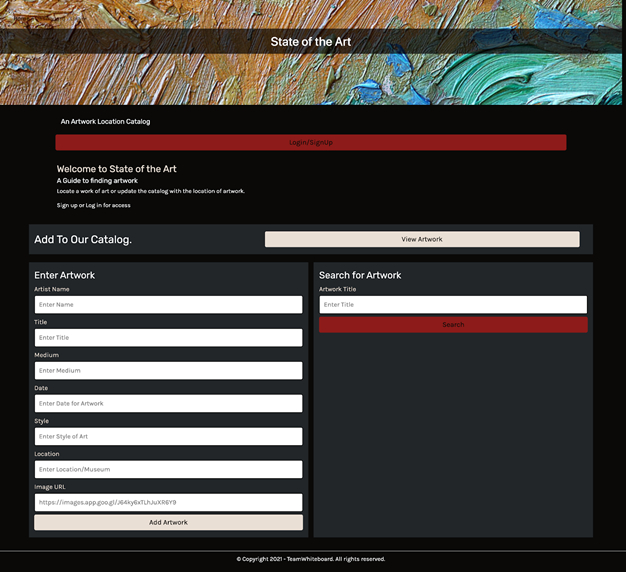 State of the Art
An Artwork Location Catalog
Login/SignUp
Welcome to State of the Art
A Guide to finding artwork
Locate a work of art or update the catalog with the location of artwork.
Sign up or Log in for access
Add To Our Catalog.
View Artwork
Enter Artwork
Artist Name
Enter Name
Title
Enter Title
Medium
Enter Medium
Date
Enter Date for Artwork
Style
Enter Style of Art
Location
Enter Location/Museum
Image URL
https://images.app.goo.gl/J64ky6xTLhJuXR6Y9
Add Artwork
Search for Artwork
Artwork Title
Enter Title
Search
© Copyright 2021 - TeamWhiteboard. All rights reserved.